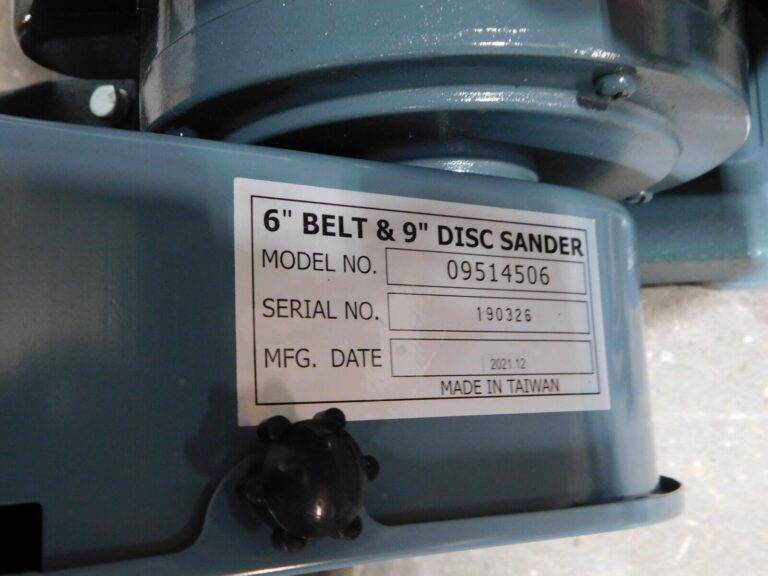 6" BELT & 9" DISC SANDER
MODEL NO. 09514506
SERIAL NO. 190326
MFG. DATE 2021.12
MADE IN TAIWAN